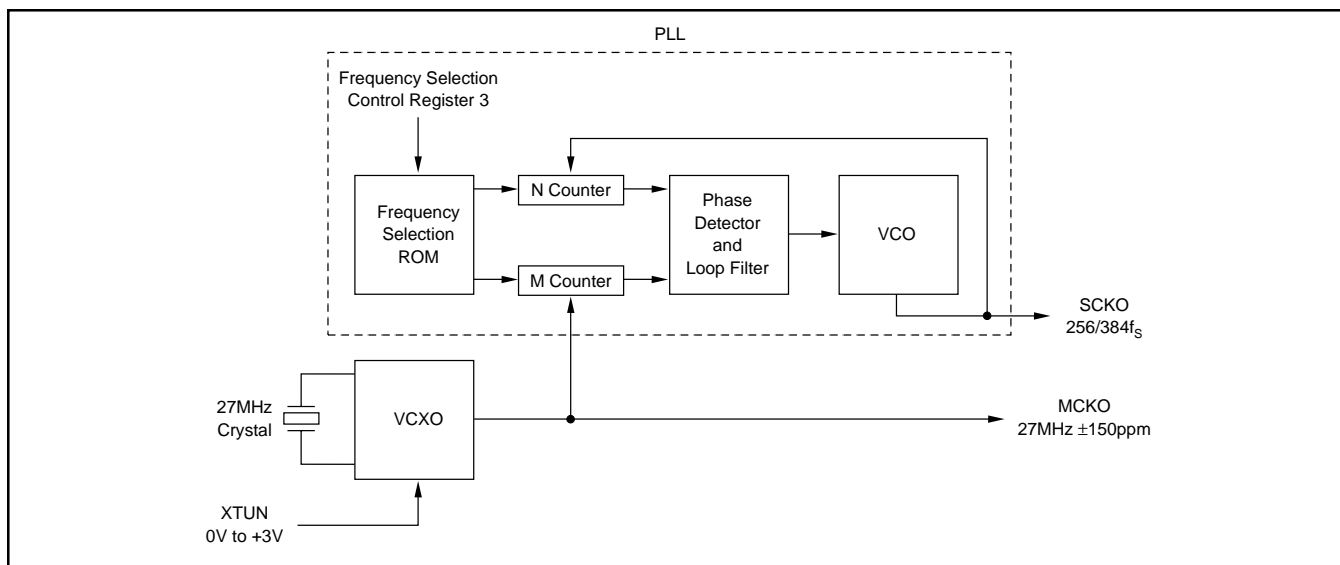 PLL
Frequency Selection
Control Register 3
Frequency
Selection
ROM
N Counter
M Counter
Phase
Detector
and
Loop Filter
VCO
SCKO
256/384fS
27MHz
Crystal
VCXO
MCKO
27MHz ±150ppm
XTUN
0V to +3V